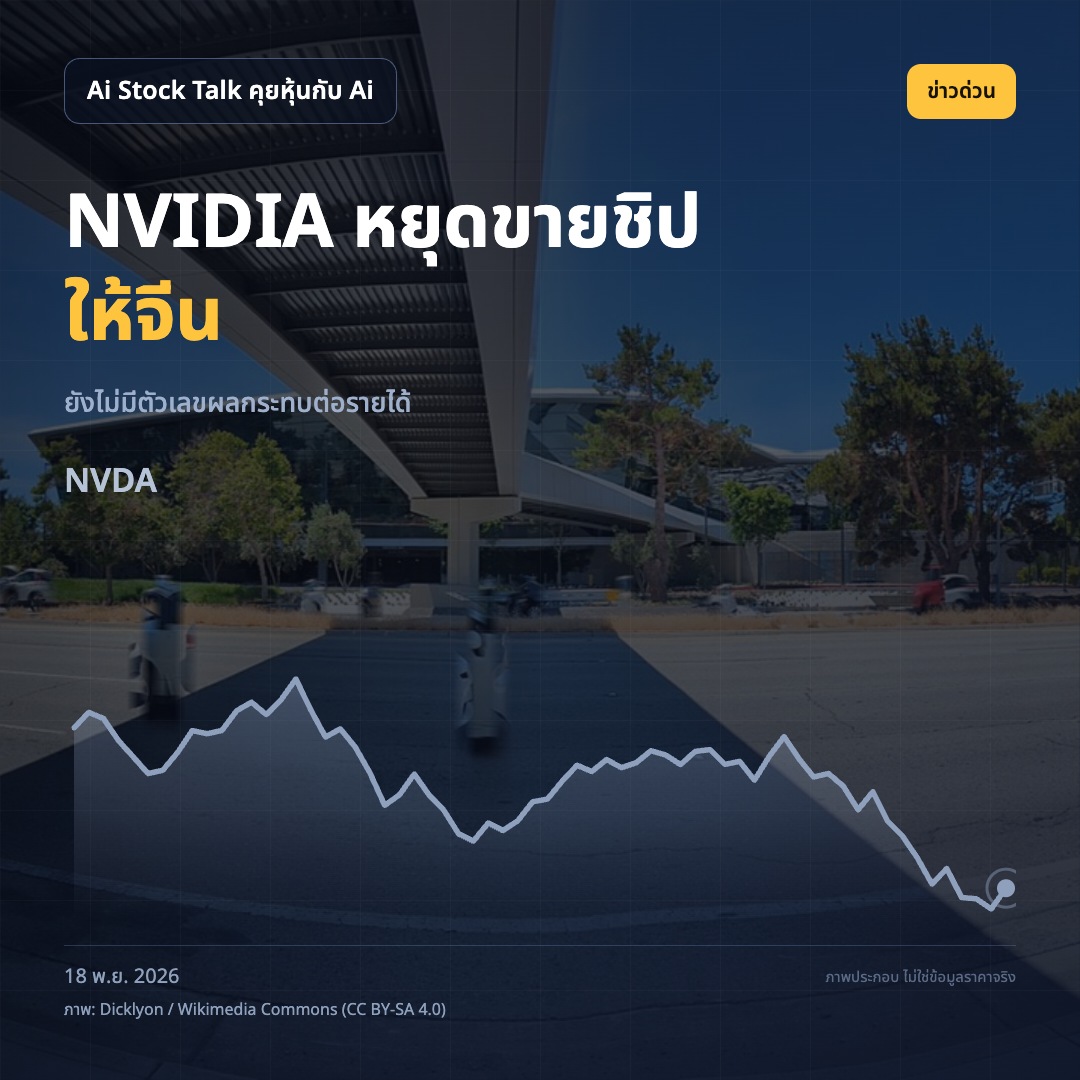 Ai Stock Talk คุยหุ้นกับ Ai
ข่าวด่วน
NVIDIA หยุดขายชิป
ให้จีน
ยังไม่มีตัวเลขผลกระทบต่อรายได้
NVDA
18 พ.ย. 2026
ภาพประกอบ ไม่ใช่ข้อมูลราคาจริง
ภาพ: Dicklyon / Wikimedia Commons (CC BY-SA 4.0)